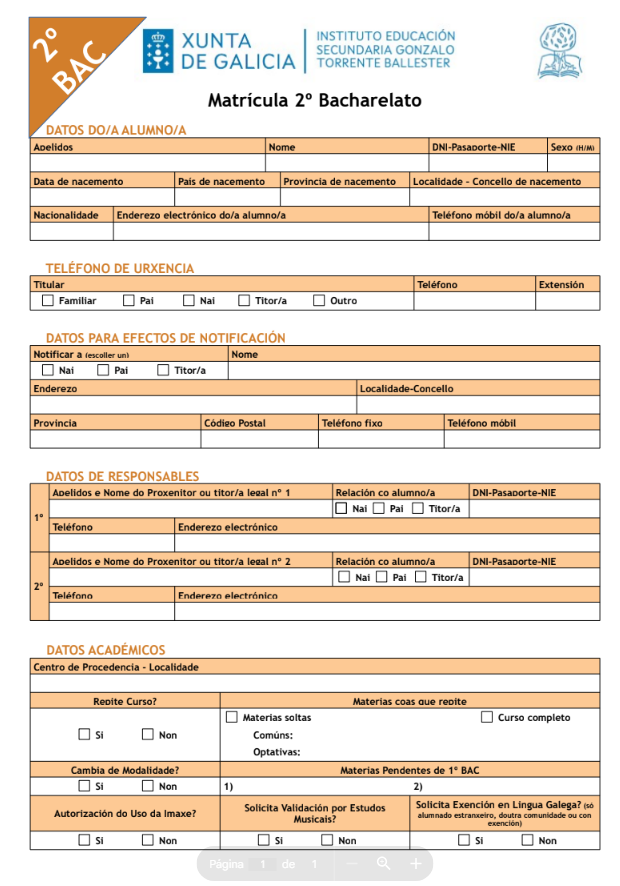 2º
BAC
XUNTA
DE GALICIA
INSTITUTO EDUCACIÓN
SECUNDARIA GONZALO
TORRENTE BALLESTER
Matrícula 2º Bacharelato
DATOS DO/A ALUMNO/A
Apelidos Nome DNI-Pasaporte-NIE Sexo (H/M)
Data de nacemento País de nacemento Provincia de nacemento Localidade - Concello de nacemento
Nacionalidade Enderezo electrónico do/a alumno/a Teléfono móbil do/a alumno/a
TELÉFONO DE URXENCIA
Titular Teléfono Extensión
Familiar Pai Nai Titor/a Outro
DATOS PARA EFECTOS DE NOTIFICACIÓN
Notificar a (escoller un) Nome
Nai Pai Titor/a
Enderezo Localidade-Concello
Provincia Código Postal Teléfono fixo Teléfono móbil
DATOS DE RESPONSABLES
1º
Apelidos e Nome do Proxenitor ou titor/a legal nº 1 Relación co alumno/a DNI-Pasaporte-NIE
Nai Pai Titor/a
Teléfono Enderezo electrónico
2º
Apelidos e Nome do Proxenitor ou titor/a legal nº 2 Relación co alumno/a DNI-Pasaporte-NIE
Nai Pai Titor/a
Teléfono Enderezo electrónico
DATOS ACADÉMICOS
Centro de Procedencia - Localidade
Repite Curso? Materias coas que repite
Si Non Materias soltas Curso completo
Comúns:
Optativas:
Cambia de Modalidade? Materias Pendentes de 1º BAC
Si Non 1) 2)
Autorización do Uso da Imaxe? Solicita Validación por Estudos Musicais? Solicita Exención en Lingua Galega? (só alumnado estranxeiro, doutra comunidade ou con exención)
Si Non Si Non Si Non
Página 1 de 1